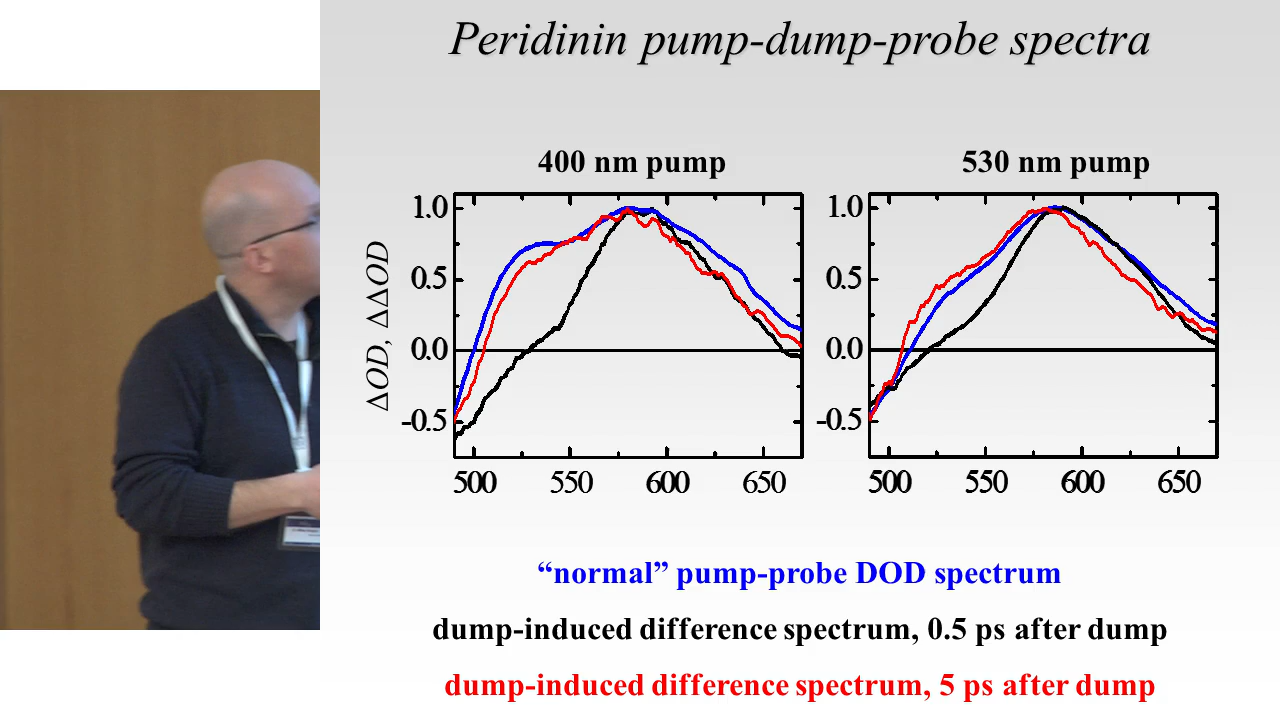 Peridinin pump-dump-probe spectra
400 nm pump
530 nm pump
ΔOD, ΔΔOD
1.0
0.5
0.0
-0.5
500 550 600 650
1.0
0.5
0.0
-0.5
500 550 600 650
“normal” pump-probe DOD spectrum
dump-induced difference spectrum, 0.5 ps after dump
dump-induced difference spectrum, 5 ps after dump